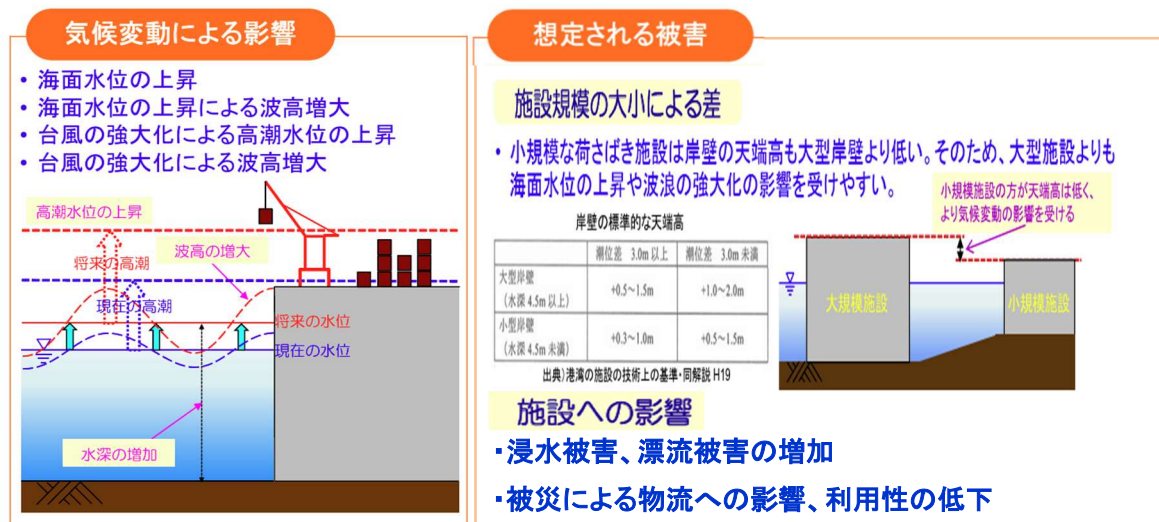 気候変動による影響
• 海面水位の上昇
• 海面水位の上昇による波高増大
• 台風の強大化による高潮水位の上昇
• 台風の強大化による波高増大
高潮水位の上昇
波高の増大
将来の高潮
現在の高潮
将来の水位
現在の水位
水深の増加
想定される被害
施設規模の大小による差
• 小規模な荷さばき施設は岸壁の天端高も大型岸壁より低い。そのため、大型施設よりも
海面水位の上昇や波浪の強大化の影響を受けやすい。
小規模施設の方が天端高は低く、
より気候変動の影響を受ける
岸壁の標準的な天端高
潮位差 3.0m以上 潮位差 3.0m未満
大型岸壁
（水深4.5m以上） +0.5～1.5m +1.0～2.0m
小型岸壁
（水深4.5m未満） +0.3～1.0m +0.5～1.5m
出典）港湾の施設の技術上の基準・同解説 H19
大規模施設
小規模施設
施設への影響
・浸水被害、漂流被害の増加
・被災による物流への影響、利用性の低下